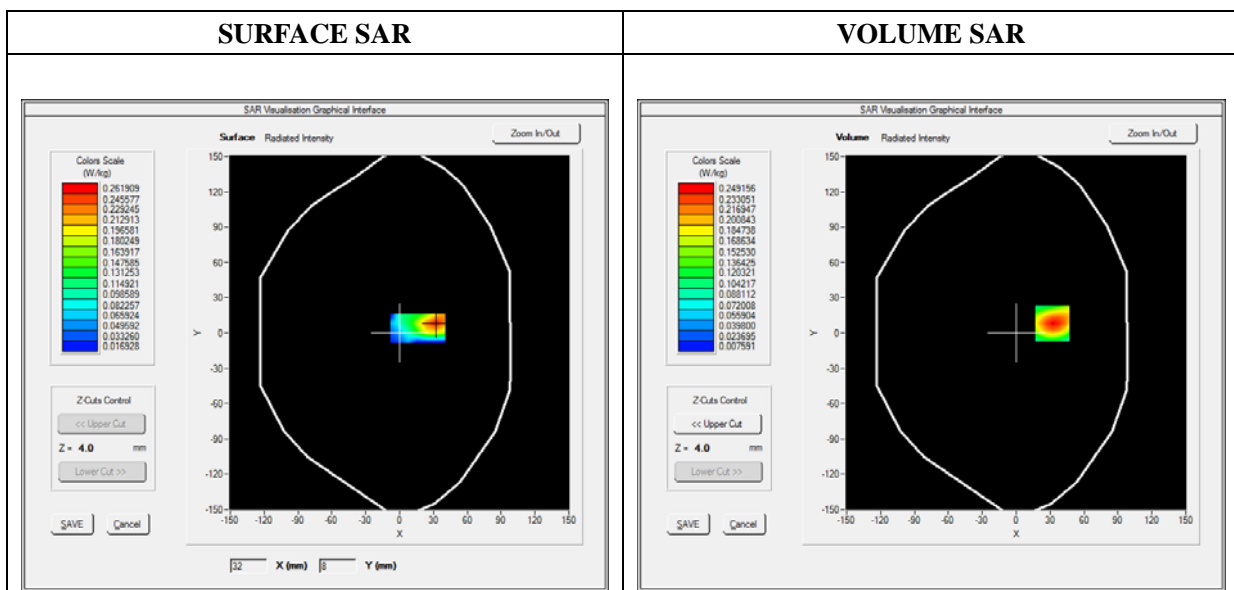 SURFACE SAR
VOLUME SAR
SAR Visualisation Graphical Interface
Surface Radiated Intensity
Zoom In/Out
Colors Scale
(W/kg)
0.261909
0.245577
0.229245
0.212913
0.196581
0.180249
0.163917
0.147585
0.131253
0.114921
0.098589
0.082257
0.065924
0.049592
0.033260
0.016928
Z-Cuts Control
<< Upper Cut
Z = 4.0 mm
Lower Cut >>
SAVE Cancel
150
120
90
60
30
0
-30
-60
-90
-120
-150
Y
-150 -120 -90 -60 -30 0 30 60 90 120 150
X
32 X (mm) 8 Y (mm)
SAR Visualisation Graphical Interface
Volume Radiated Intensity
Zoom In/Out
Colors Scale
(W/kg)
0.249156
0.233051
0.216947
0.200843
0.184738
0.168634
0.152530
0.136425
0.120321
0.104217
0.088112
0.072008
0.055904
0.039800
0.023695
0.007591
Z-Cuts Control
<< Upper Cut
Z = 4.0 mm
Lower Cut >>
SAVE Cancel
150
120
90
60
30
0
-30
-60
-90
-120
-150
Y
-150 -120 -90 -60 -30 0 30 60 90 120 150
X